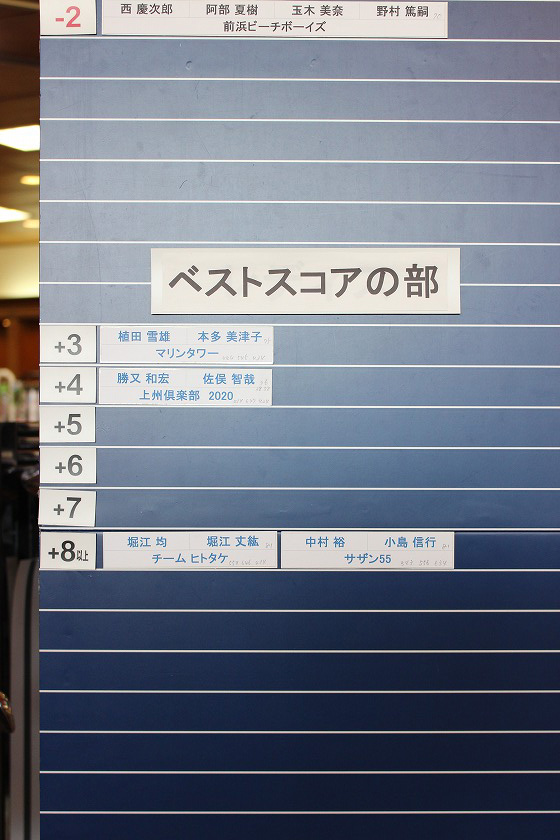 -2
西 慶次郎 阿部 夏樹 玉木 美奈 野村 篤嗣
前浜ビーチボーイズ
ベストスコアの部
+3
植田 雪雄 本多 美津子
マリンタワー
+4
勝又 和宏 佐俣 智哉
上州倶楽部 2020
+5
+6
+7
+8以上
堀江 均 堀江 丈紘 中村 裕 小島 信行
チーム ヒトタケ サザン55